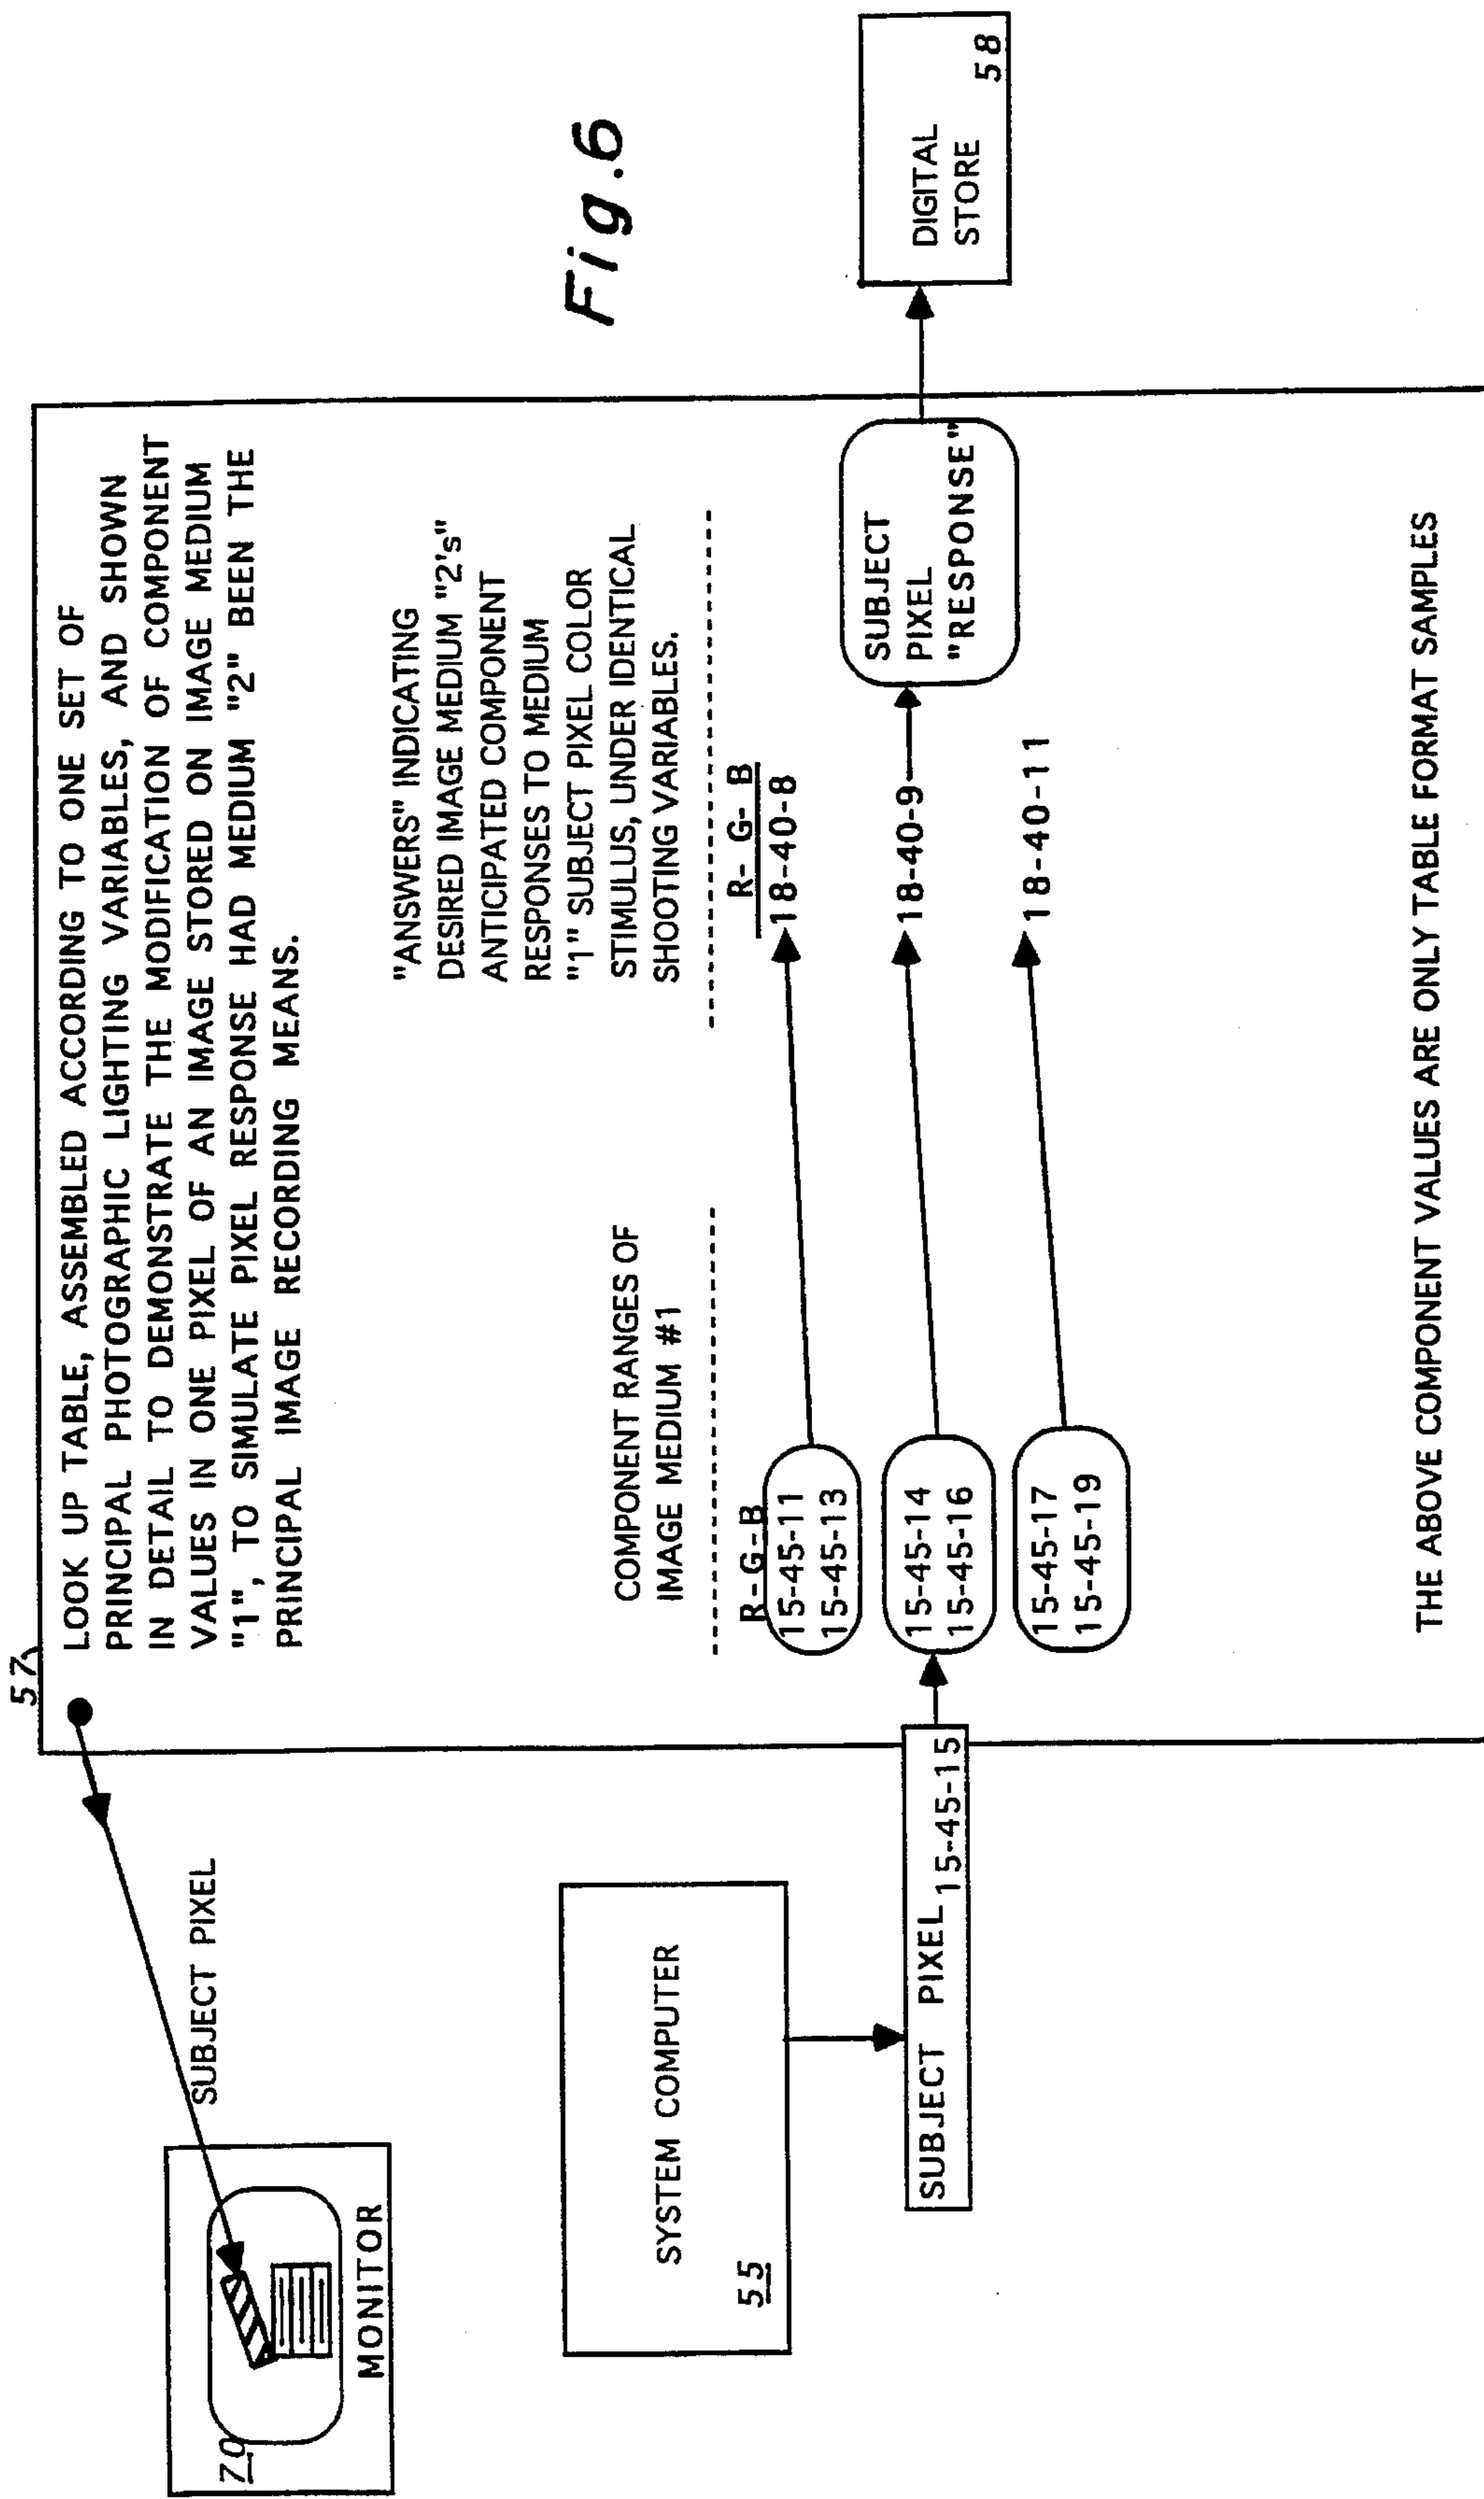 57
LOOK UP TABLE, ASSEMBLED ACCORDING TO ONE SET OF
PRINCIPAL PHOTOGRAPHIC LIGHTING VARIABLES, AND SHOWN
IN DETAIL TO DEMONSTRATE THE MODIFICATION OF COMPONENT
VALUES IN ONE PIXEL OF AN IMAGE STORED ON IMAGE MEDIUM
"1", TO SIMULATE PIXEL RESPONSE HAD MEDIUM "2" BEEN THE
PRINCIPAL IMAGE RECORDING MEANS.
70
MONITOR
SUBJECT PIXEL
SYSTEM COMPUTER
55
SUBJECT PIXEL 15-45-15
COMPONENT RANGES OF
IMAGE MEDIUM #1
R-G-B
15-45-11
15-45-13
15-45-14
15-45-16
15-45-17
15-45-19
"ANSWERS" INDICATING
DESIRED IMAGE MEDIUM "2's"
ANTICIPATED COMPONENT
RESPONSES TO MEDIUM
"1" SUBJECT PIXEL COLOR
STIMULUS, UNDER IDENTICAL
SHOOTING VARIABLES.
R- G- B
18-40-8
18-40-9
18-40-11
SUBJECT
PIXEL
"RESPONSE"
Fig.6
DIGITAL
STORE
58
THE ABOVE COMPONENT VALUES ARE ONLY TABLE FORMAT SAMPLES